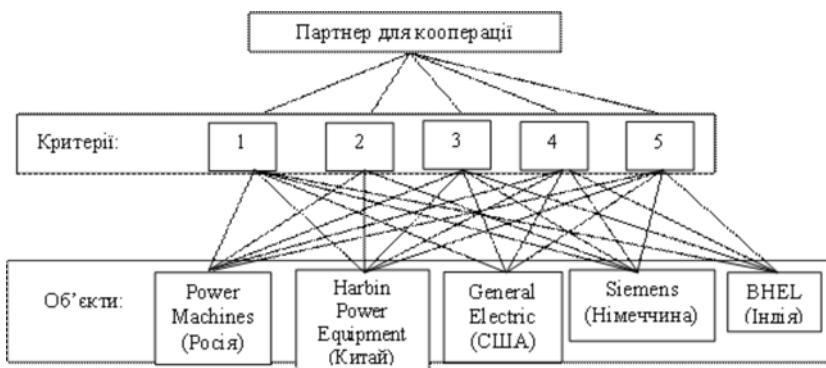 Партнер для кооперації
Критерії:
1
2
3
4
5
Об’єкти:
Power
Machines
(Росія)
Harbin
Power
Equipment
(Китай)
General
Electric
(США)
Siemens
(Німеччина)
BHEL
(Індія)